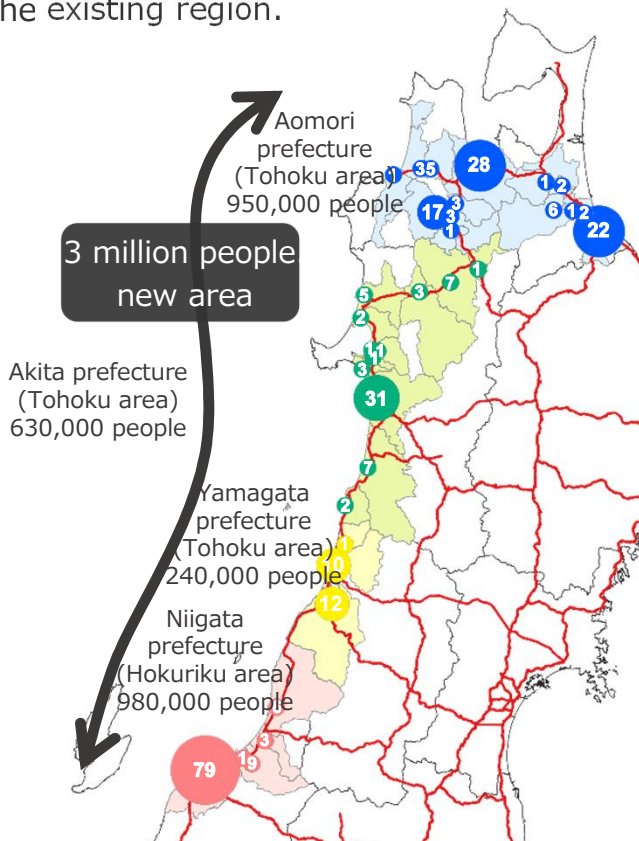 he existing region.
Aomori
prefecture
(Tohoku area)
950,000 people
3 million people
new area
Akita prefecture
(Tohoku area)
630,000 people
Yamagata
prefecture
(Tohoku area)
240,000 people
Niigata
prefecture
(Hokuriku area)
980,000 people
1
35
28
1
2
17
3
3
1
6
1
2
22
1
7
3
5
2
1
1
1
3
31
7
2
1
10
12
3
1
9
79